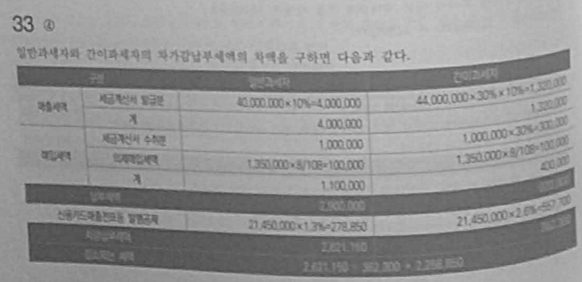 33 ④
일반과세자와 간이과세자의 차가감납부세액의 차액을 구하면 다음과 같다.
구분 일반과세자 간이과세자
매출세액 세금계산서 발급분 40,000,000×10%=4,000,000 44,000,000×30%×10%=1,320,000
계 4,000,000 1,320,000
매입세액 세금계산서 수취분 1,000,000 1,000,000×30%=300,000
의제매입세액 1,350,000×8/108=100,000 1,350,000×8/108=100,000
계 1,100,000 400,000
납부세액 2,900,000
신용카드매출전표등 발행공제 21,450,000×1.3%=278,850 21,450,000×2.6%=557,700
차감납부세액 2,621,150 362,300
감소되는 세액 2,621,150 - 362,300 = 2,258,850